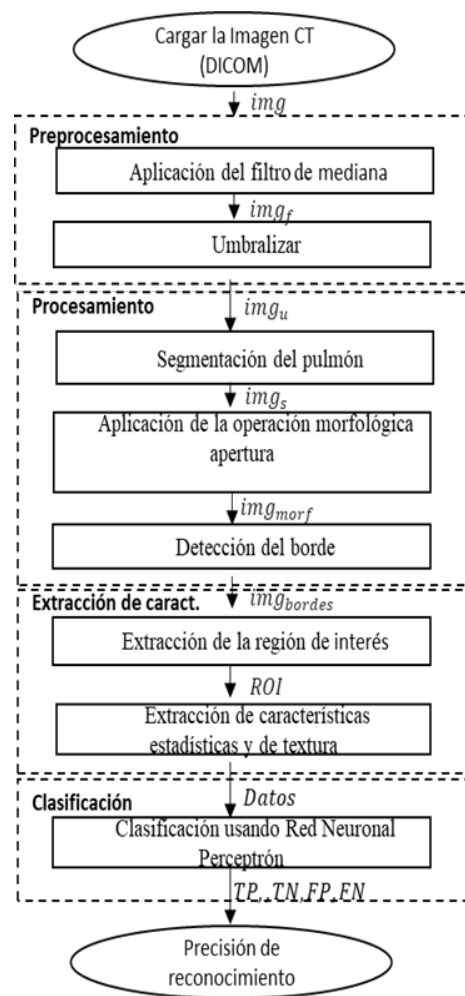 Cargar la Imagen CT
(DICOM)
img
Preprocesamiento
Aplicación del filtro de mediana
img_f
Umbralizar
Procesamiento
img_u
Segmentación del pulmón
img_s
Aplicación de la operación morfológica
apertura
img_morf
Detección del borde
Extracción de caract.
img_bordes
Extracción de la región de interés
ROI
Extracción de características
estadísticas y de textura
Clasificación
Datos
Clasificación usando Red Neuronal
Perceptrón
TP,,TN,FP,FN
Precisión de
reconocimiento